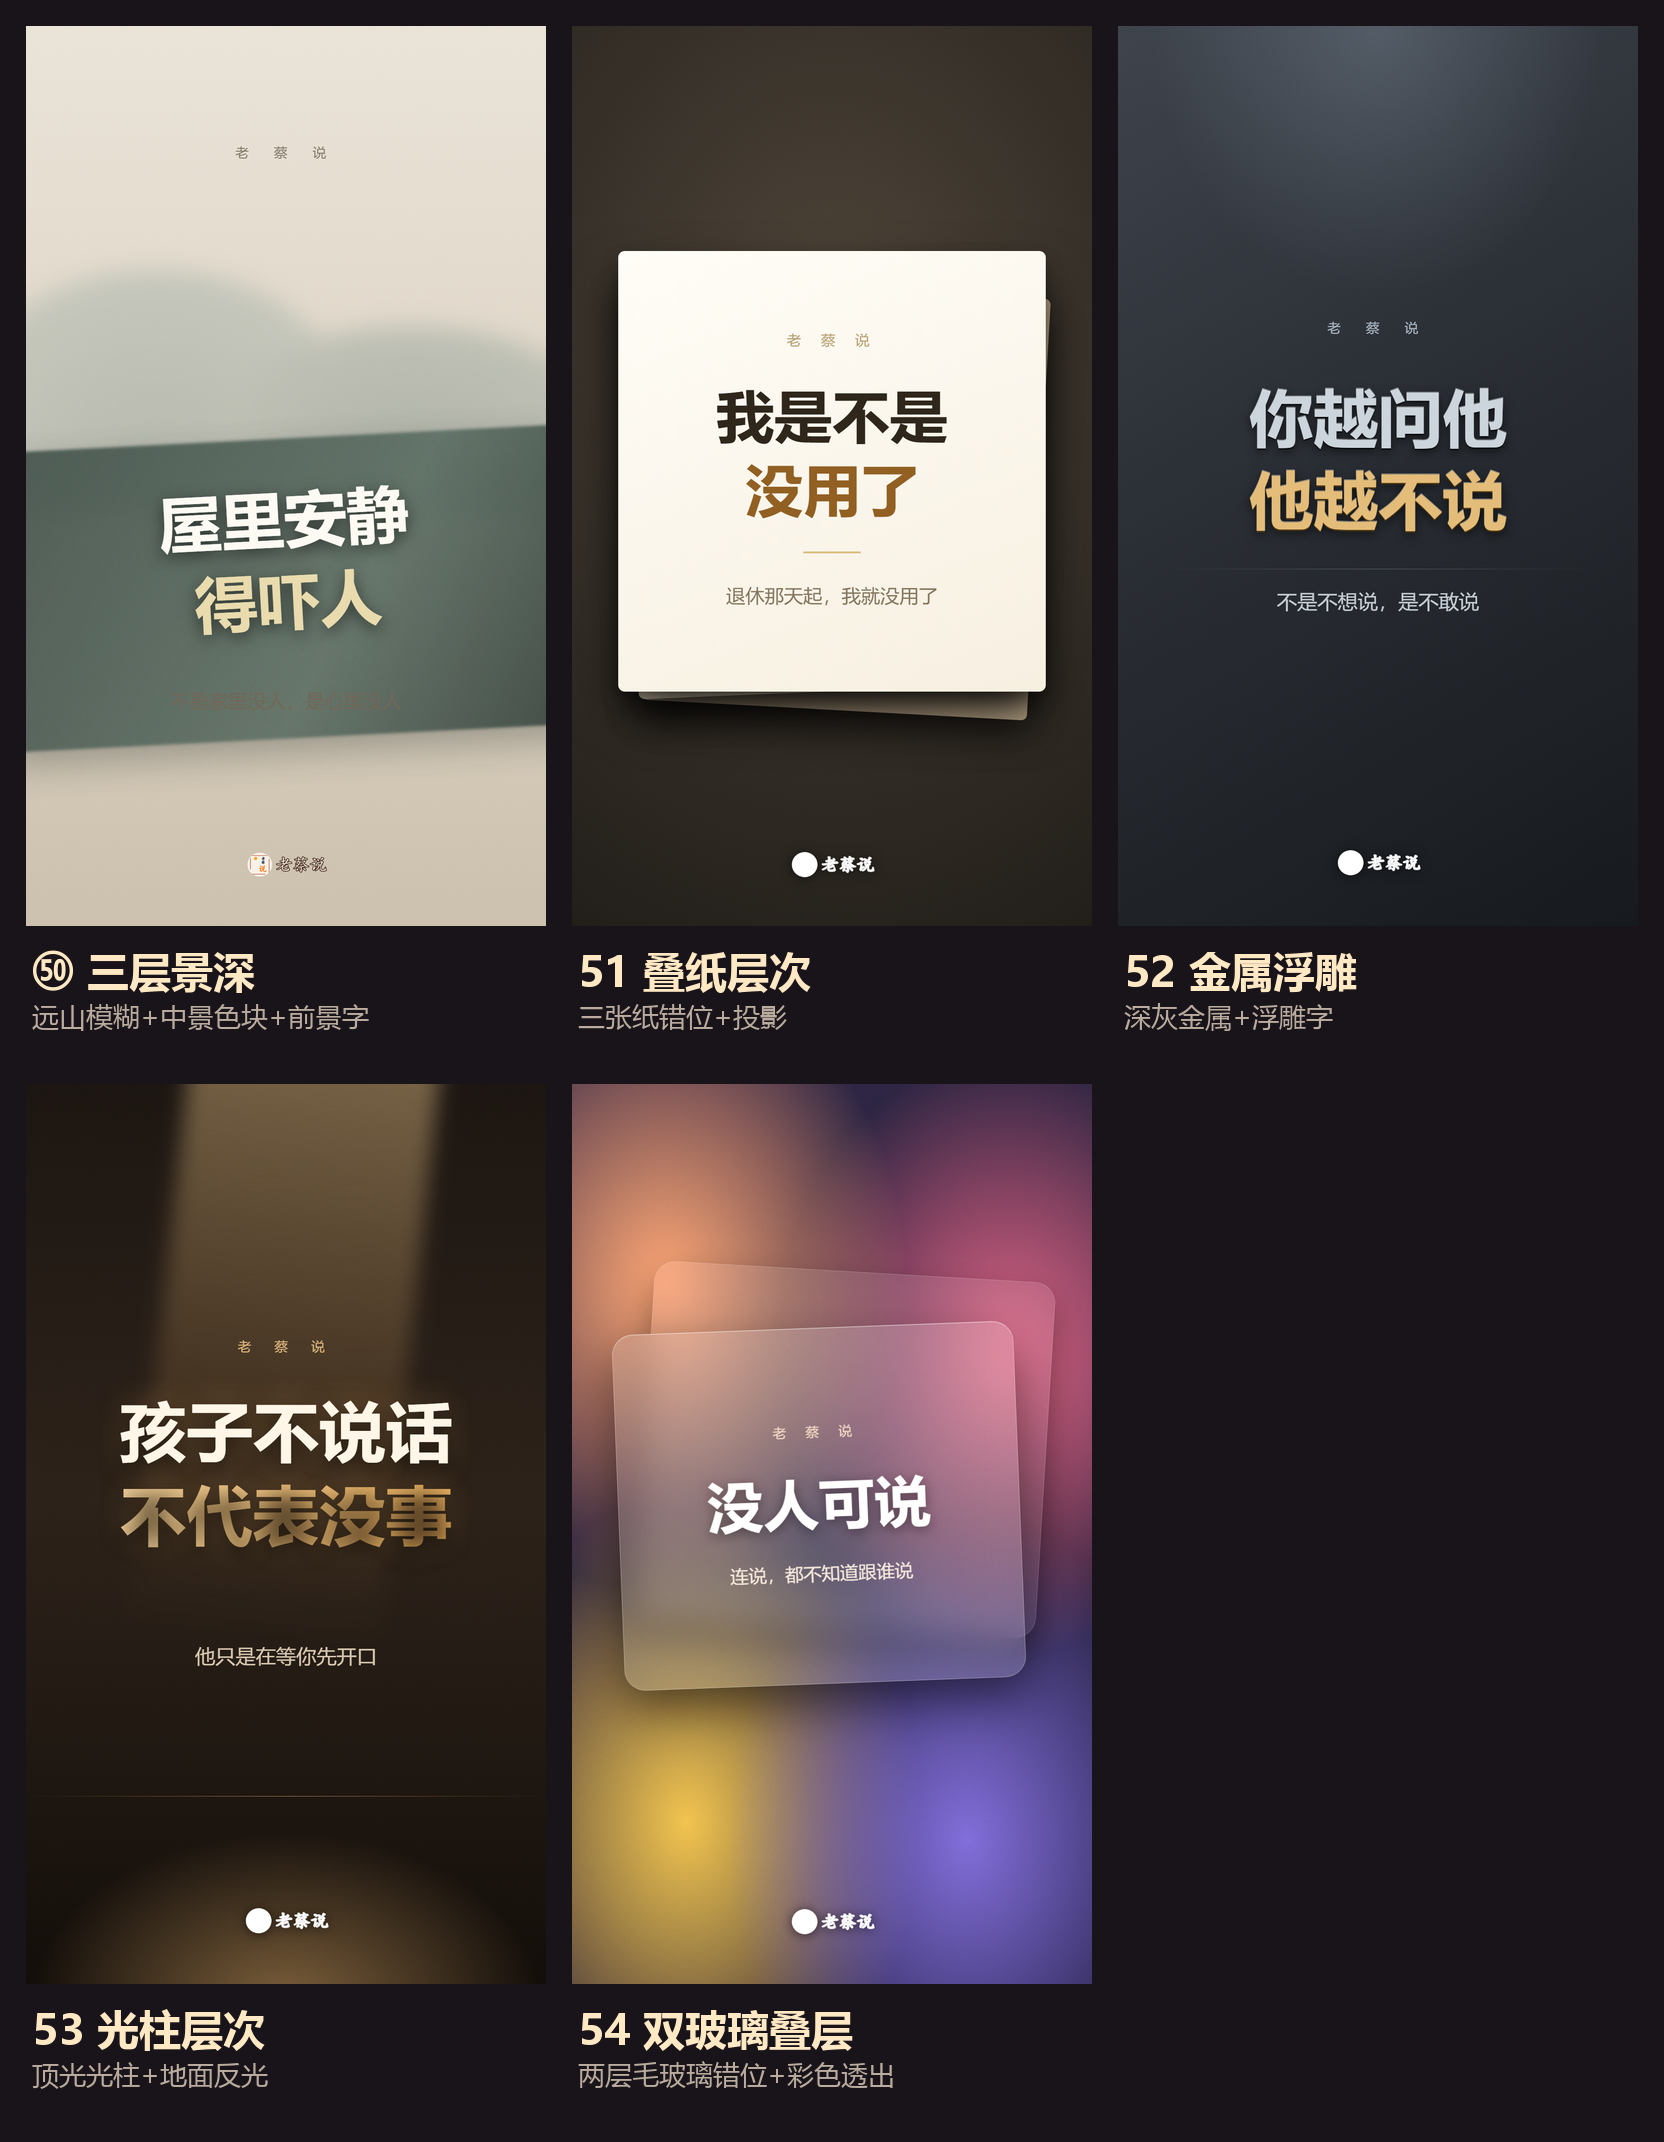 老蔡说
屋里安静
得吓人
老蔡说
㊿ 三层景深
远山模糊+中景色块+前景字
老蔡说
我是不是
没用了
退休那天起，我就没用了
老蔡说
51 叠纸层次
三张纸错位+投影
老蔡说
你越问他
他越不说
不是不想说，是不敢说
老蔡说
52 金属浮雕
深灰金属+浮雕字
老蔡说
孩子不说话
不代表没事
他只是在等你先开口
老蔡说
53 光柱层次
顶光光柱+地面反光
老蔡说
没人可说
连说，都不知道跟谁说
老蔡说
54 双玻璃叠层
两层毛玻璃错位+彩色透出